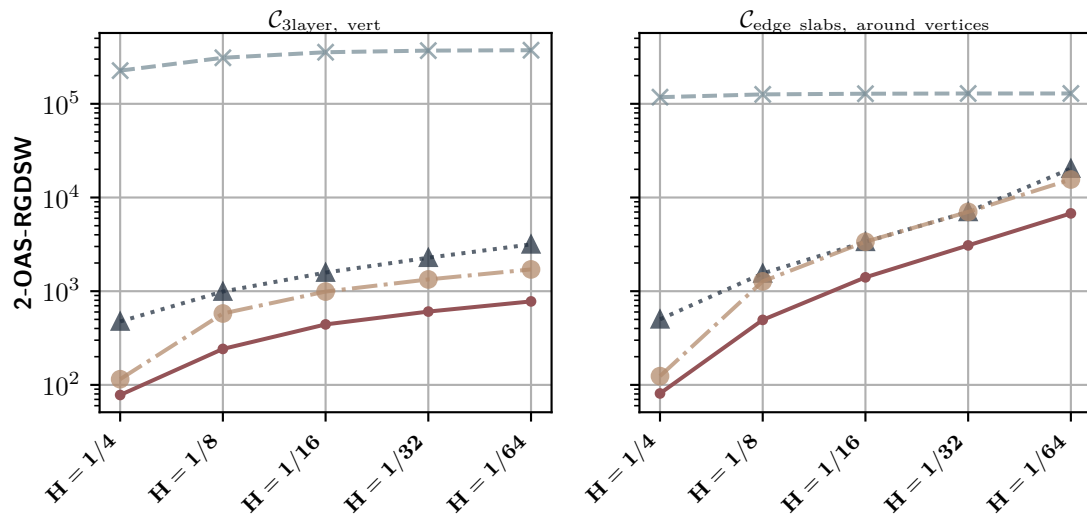 𝒞3layer, vert
𝒞edge slabs, around vertices
2-OAS-RGDSW
10^5
10^4
10^3
10^2
H = 1/4
H = 1/8
H = 1/16
H = 1/32
H = 1/64
H = 1/4
H = 1/8
H = 1/16
H = 1/32
H = 1/64